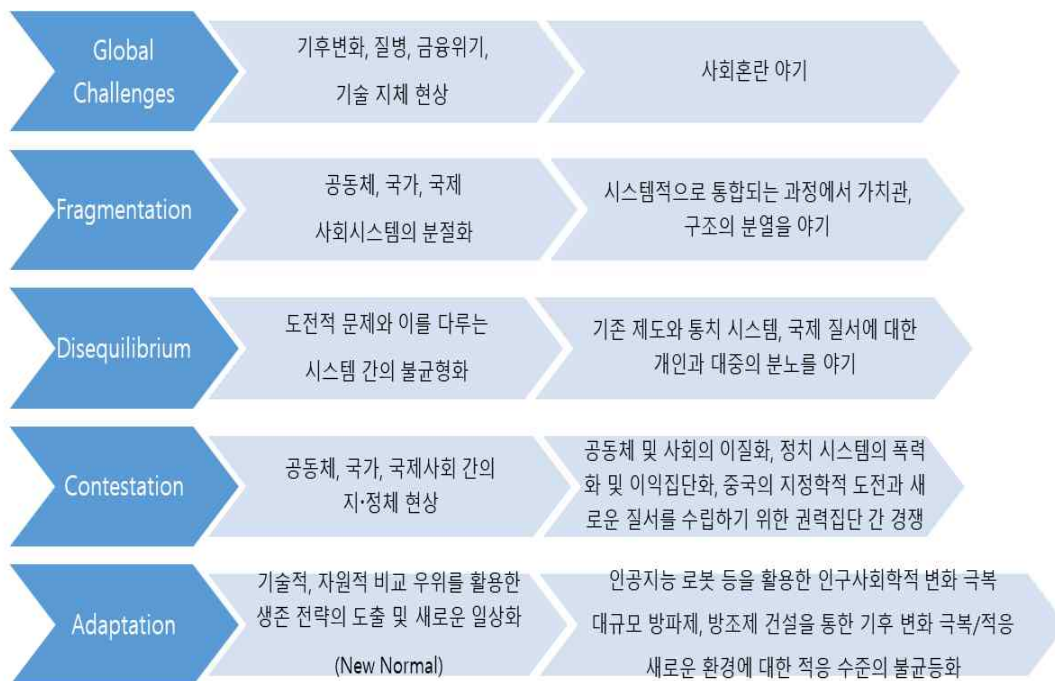 Global
Challenges
기후변화, 질병, 금융위기,
기술 지체 현상
사회혼란 야기
Fragmentation
공동체, 국가, 국제
사회시스템의 분절화
시스템적으로 통합되는 과정에서 가치관,
구조의 분열을 야기
Disequilibrium
도전적 문제와 이를 다루는
시스템 간의 불균형화
기존 제도와 통치 시스템, 국제 질서에 대한
개인과 대중의 분노를 야기
Contestation
공동체, 국가, 국제사회 간의
지·정체 현상
공동체 및 사회의 이질화, 정치 시스템의 폭력
화 및 이익집단화, 중국의 지정학적 도전과 새
로운 질서를 수립하기 위한 권력집단 간 경쟁
Adaptation
기술적, 자원적 비교 우위를 활용한
생존 전략의 도출 및 새로운 일상화
(New Normal)
인공지능 로봇 등을 활용한 인구사회학적 변화 극복
대규모 방파제, 방조제 건설을 통한 기후 변화 극복/적응
새로운 환경에 대한 적응 수준의 불균등화